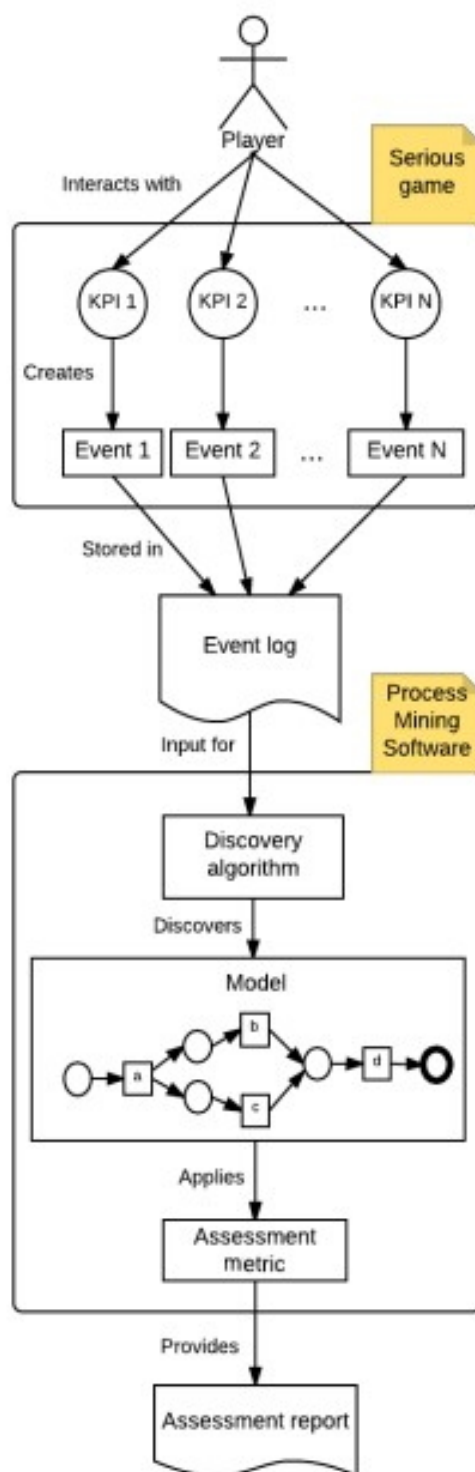 Player
Serious
game
Interacts with
KPI 1 KPI 2 ... KPI N
Creates
Event 1 Event 2 ... Event N
Stored in
Event log
Process
Mining
Software
Input for
Discovery
algorithm
Discovers
Model
b
a
d
c
Applies
Assessment
metric
Provides
Assessment report